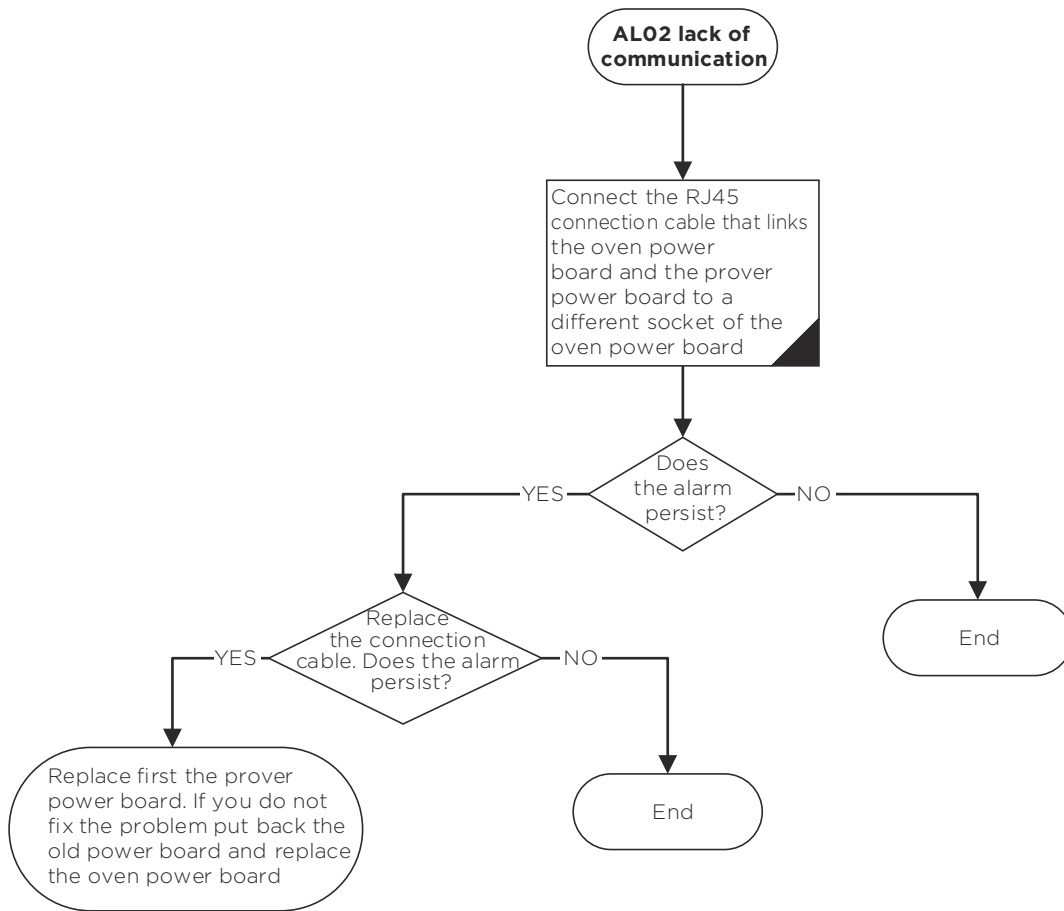 AL02 lack of
communication
Connect the RJ45
connection cable that links
the oven power
board and the prover
power board to a
different socket of the
oven power board
Does
the alarm
persist?
YES
NO
Replace
the connection
cable. Does the alarm
persist?
End
YES
NO
Replace first the prover
power board. If you do not
fix the problem put back the
old power board and replace
the oven power board
End